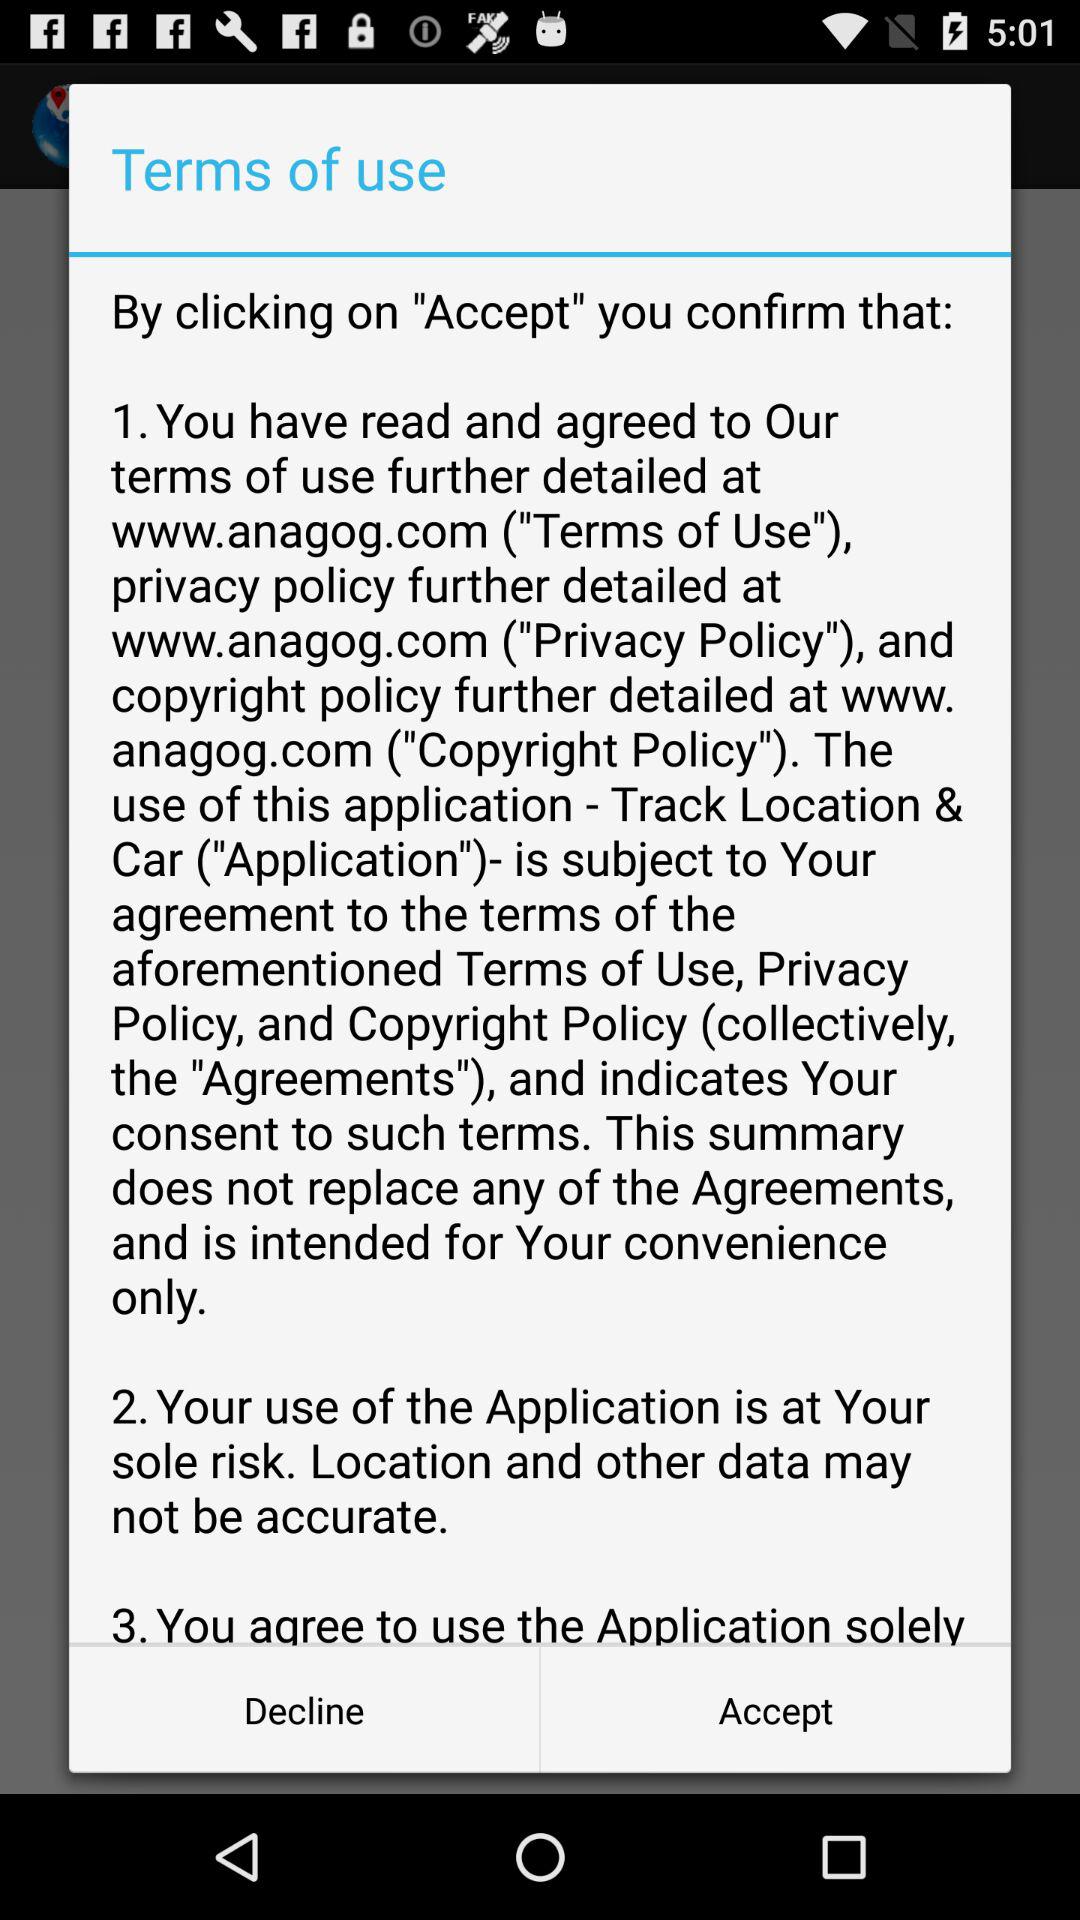 FAKE
5:01
Terms of use
By clicking on "Accept" you confirm that:
1. You have read and agreed to Our
terms of use further detailed at
www.anagog.com ("Terms of Use"),
privacy policy further detailed at
www.anagog.com ("Privacy Policy"), and
copyright policy further detailed at www.
anagog.com ("Copyright Policy"). The
use of this application - Track Location &
Car ("Application")- is subject to Your
agreement to the terms of the
aforementioned Terms of Use, Privacy
Policy, and Copyright Policy (collectively,
the "Agreements"), and indicates Your
consent to such terms. This summary
does not replace any of the Agreements,
and is intended for Your convenience
only.
2. Your use of the Application is at Your
sole risk. Location and other data may
not be accurate.
3. You agree to use the Application solely
Decline
Accept